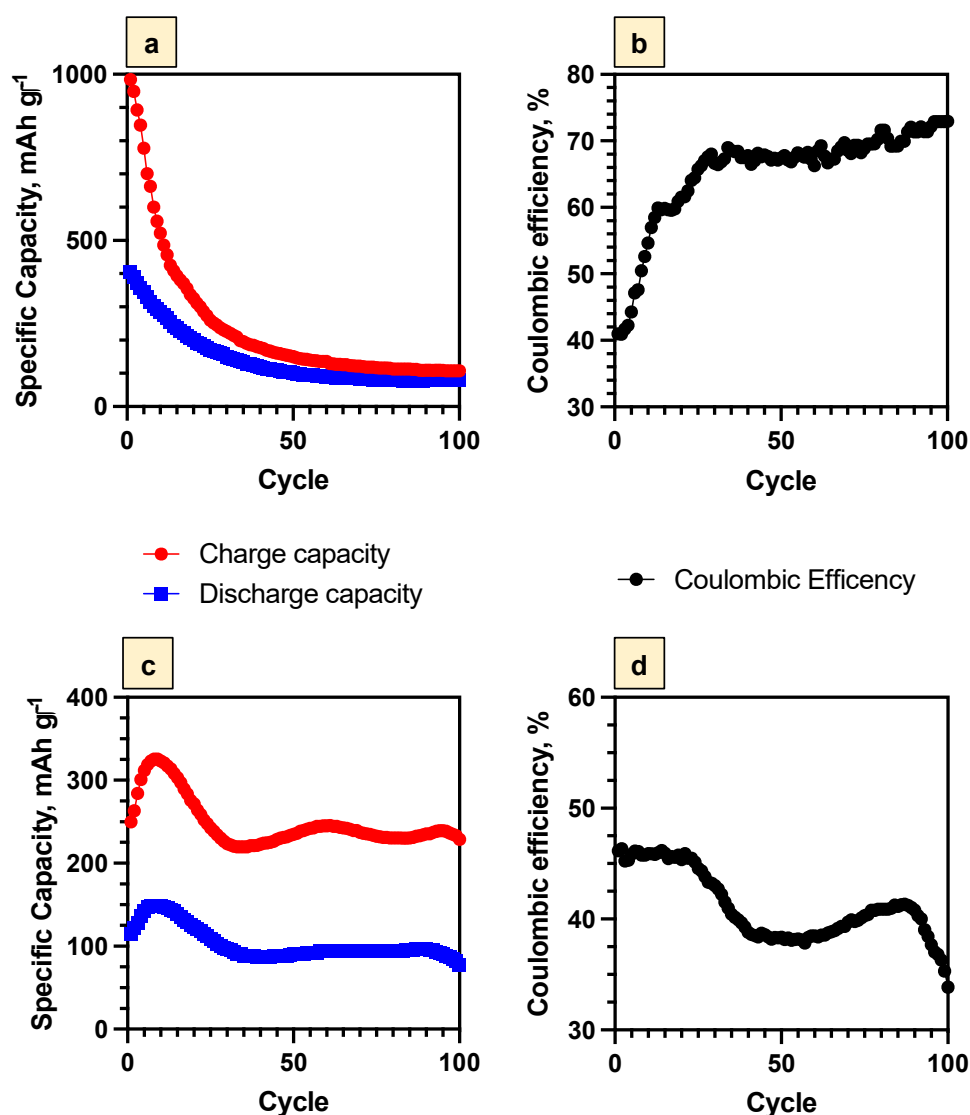 a
b
Specific Capacity, mAh g⁻¹
1000
500
0
0
50
100
Cycle
Coulombic efficiency, %
80
70
60
50
40
30
0
50
100
Cycle
Charge capacity
Discharge capacity
Coulombic Efficency
c
d
Specific Capacity, mAh g⁻¹
400
300
200
100
0
0
50
100
Cycle
Coulombic efficiency, %
60
50
40
30
0
50
100
Cycle